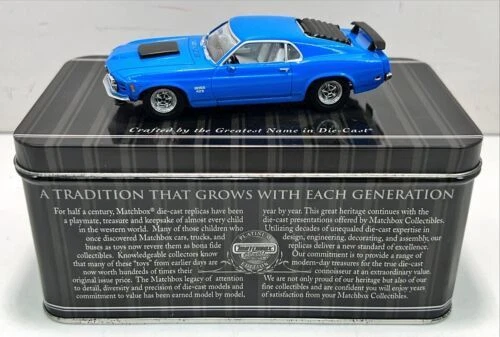 BOSS
429
Crafted by the Greatest Name in Die-Cast®
A TRADITION THAT GROWS WITH EACH GENERATION
For half a century, Matchbox® die-cast replicas have been
a playmate, treasure and keepsake of almost every child
in the western world. Many of those children who
once discovered Matchbox cars, trucks, and
buses as toys now revere them as bona fide
collectibles. Knowledgeable collectors know
that many of these "toys" from earlier days are
now worth hundreds of times their
original issue price. The Matchbox legacy of attention
to detail, diversity and precision of die-cast models and
commitment to value has been earned model by model,
year by year. This great heritage continues with the
die-cast presentations offered by Matchbox Collectibles.
Utilizing decades of unequaled die-cast expertise in
design, engineering, decorating, and assembly, our
replicas deliver a new standard of excellence.
Our commitment is to provide a range of
modern-day treasures for the true die-cast
connoisseur at an extraordinary value.
We are not only proud of our heritage but also of our
fine collectibles and are confident you will enjoy years
of satisfaction from your Matchbox Collectibles.
PLATINUM
MATCHBOX
EDITION